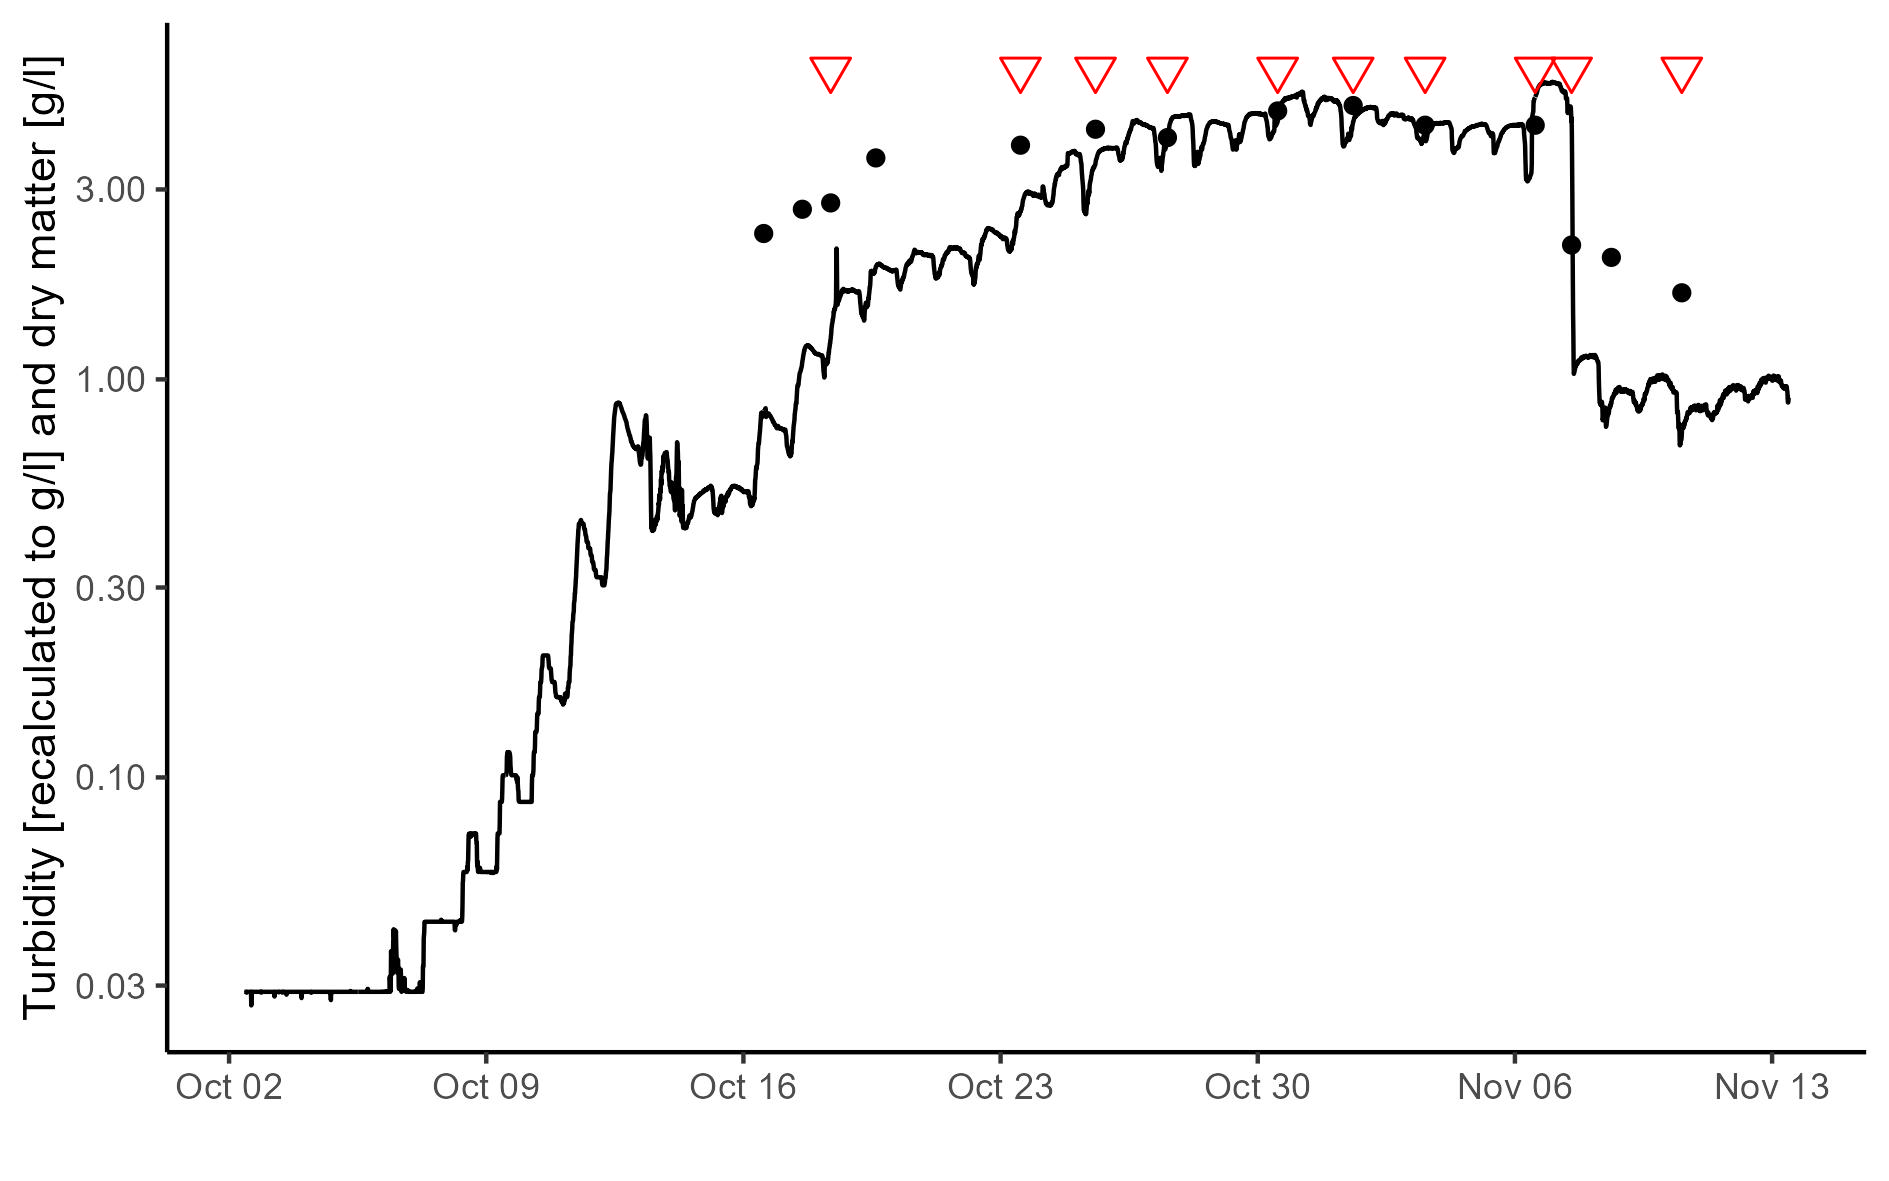 Turbidity [recalculated to g/l] and dry matter [g/l]
3.00
1.00
0.30
0.10
0.03
Oct 02 Oct 09 Oct 16 Oct 23 Oct 30 Nov 06 Nov 13